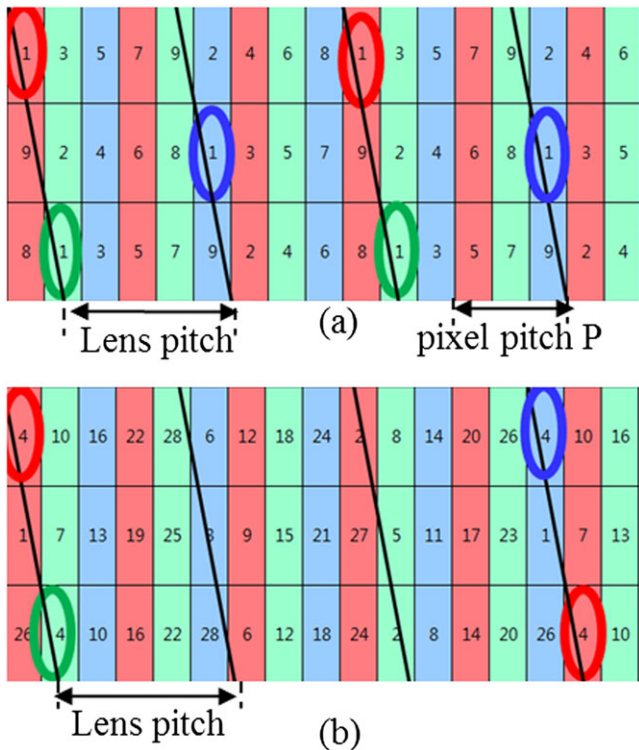 1 3 5 7 9 2 4 6 8 1 3 5 7 9 2 4 6
9 2 4 6 8 1 3 5 7 9 2 4 6 8 1 3 5
8 1 3 5 7 9 2 4 6 8 1 3 5 7 9 2 4
Lens pitch (a) pixel pitch P
4 10 16 22 28 6 12 18 24 2 8 14 20 26 4 10 16
1 7 13 19 25 3 9 15 21 27 5 11 17 23 1 7 13
26 4 10 16 22 28 6 12 18 24 2 8 14 20 26 4 10
Lens pitch (b)